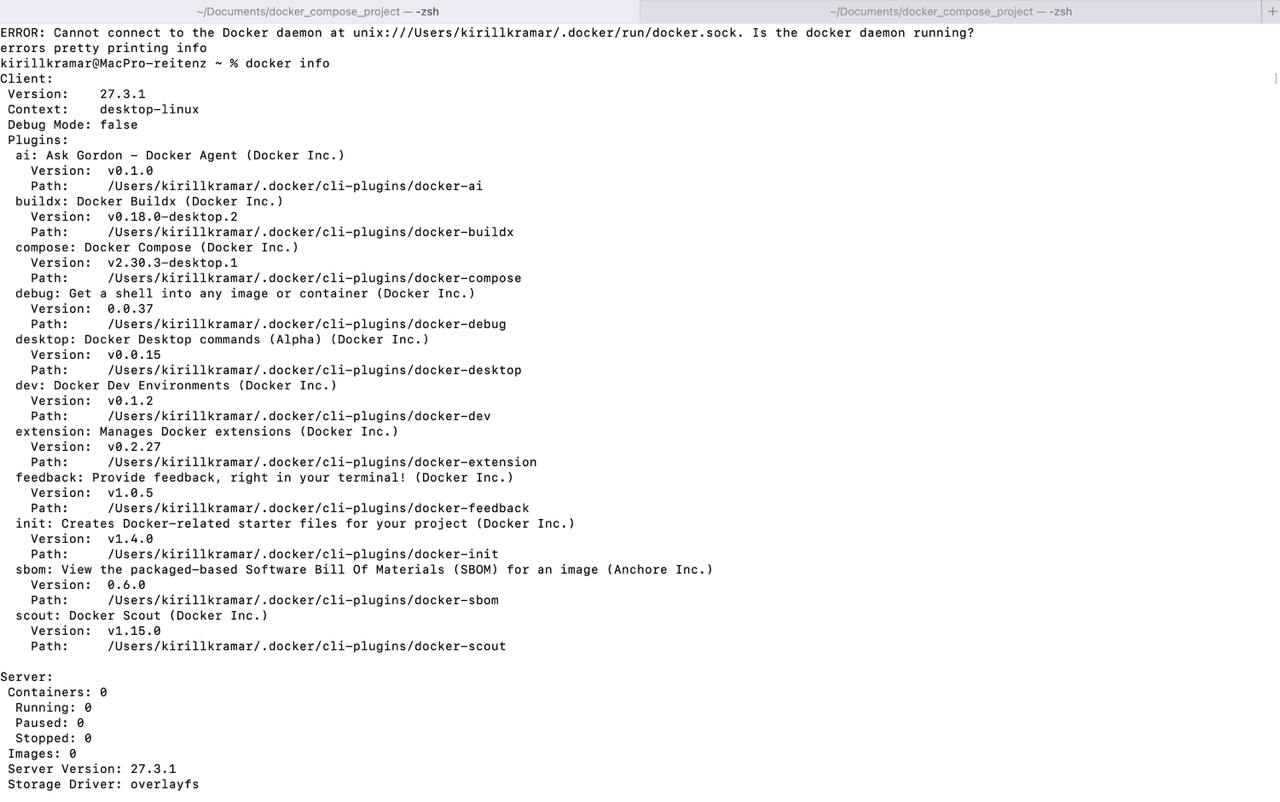 ~/Documents/docker_compose_project — -zsh
~/Documents/docker_compose_project — -zsh
+
ERROR: Cannot connect to the Docker daemon at unix:///Users/kirillkramar/.docker/run/docker.sock. Is the docker daemon running?
errors pretty printing info
kirillkramar@MacPro-reitenz ~ % docker info
Client:
]
 Version:    27.3.1
 Context:    desktop-linux
 Debug Mode: false
 Plugins:
  ai: Ask Gordon - Docker Agent (Docker Inc.)
    Version:  v0.1.0
    Path:     /Users/kirillkramar/.docker/cli-plugins/docker-ai
  buildx: Docker Buildx (Docker Inc.)
    Version:  v0.18.0-desktop.2
    Path:     /Users/kirillkramar/.docker/cli-plugins/docker-buildx
  compose: Docker Compose (Docker Inc.)
    Version:  v2.30.3-desktop.1
    Path:     /Users/kirillkramar/.docker/cli-plugins/docker-compose
  debug: Get a shell into any image or container (Docker Inc.)
    Version:  0.0.37
    Path:     /Users/kirillkramar/.docker/cli-plugins/docker-debug
  desktop: Docker Desktop commands (Alpha) (Docker Inc.)
    Version:  v0.0.15
    Path:     /Users/kirillkramar/.docker/cli-plugins/docker-desktop
  dev: Docker Dev Environments (Docker Inc.)
    Version:  v0.1.2
    Path:     /Users/kirillkramar/.docker/cli-plugins/docker-dev
  extension: Manages Docker extensions (Docker Inc.)
    Version:  v0.2.27
    Path:     /Users/kirillkramar/.docker/cli-plugins/docker-extension
  feedback: Provide feedback, right in your terminal! (Docker Inc.)
    Version:  v1.0.5
    Path:     /Users/kirillkramar/.docker/cli-plugins/docker-feedback
  init: Creates Docker-related starter files for your project (Docker Inc.)
    Version:  v1.4.0
    Path:     /Users/kirillkramar/.docker/cli-plugins/docker-init
  sbom: View the packaged-based Software Bill Of Materials (SBOM) for an image (Anchore Inc.)
    Version:  0.6.0
    Path:     /Users/kirillkramar/.docker/cli-plugins/docker-sbom
  scout: Docker Scout (Docker Inc.)
    Version:  v1.15.0
    Path:     /Users/kirillkramar/.docker/cli-plugins/docker-scout

Server:
 Containers: 0
  Running: 0
  Paused: 0
  Stopped: 0
 Images: 0
 Server Version: 27.3.1
 Storage Driver: overlayfs